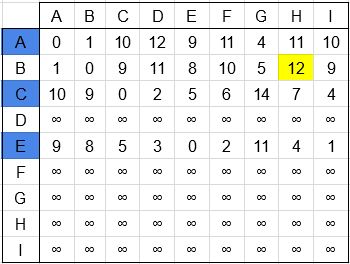 A B C D E F G H I
A 0 1 10 12 9 11 4 11 10
B 1 0 9 11 8 10 5 12 9
C 10 9 0 2 5 6 14 7 4
D ∞ ∞ ∞ ∞ ∞ ∞ ∞ ∞ ∞
E 9 8 5 3 0 2 11 4 1
F ∞ ∞ ∞ ∞ ∞ ∞ ∞ ∞ ∞
G ∞ ∞ ∞ ∞ ∞ ∞ ∞ ∞ ∞
H ∞ ∞ ∞ ∞ ∞ ∞ ∞ ∞ ∞
I ∞ ∞ ∞ ∞ ∞ ∞ ∞ ∞ ∞